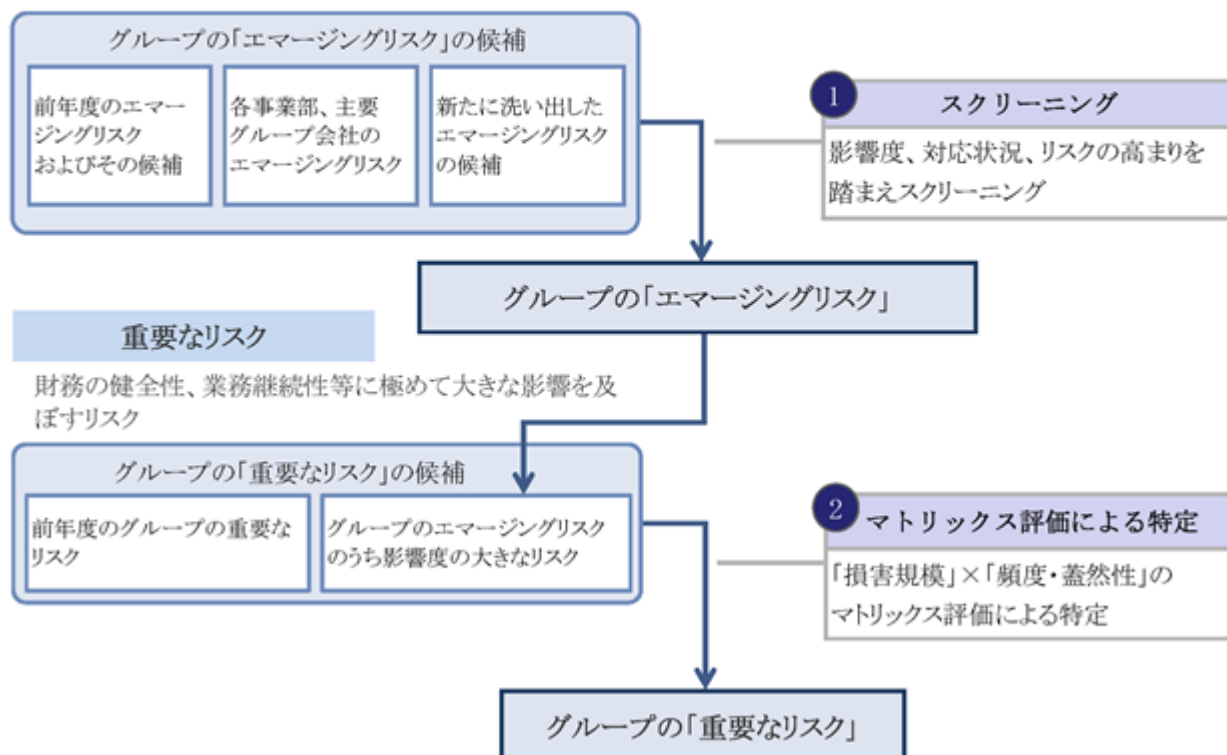 グループの「エマージングリスク」の候補
前年度のエマー
ジングリスク
およびその候補
各事業部、主要
グループ会社の
エマージングリスク
新たに洗い出した
エマージングリスク
の候補
1
スクリーニング
影響度、対応状況、リスクの高まりを
踏まえスクリーニング
グループの「エマージングリスク」
重要なリスク
財務の健全性、業務継続性等に極めて大きな影響を及
ぼすリスク
グループの「重要なリスク」の候補
前年度のグループの重要な
リスク
グループのエマージングリスク
のうち影響度の大きなリスク
2
マトリックス評価による特定
「損害規模」×「頻度・蓋然性」の
マトリックス評価による特定
グループの「重要なリスク」